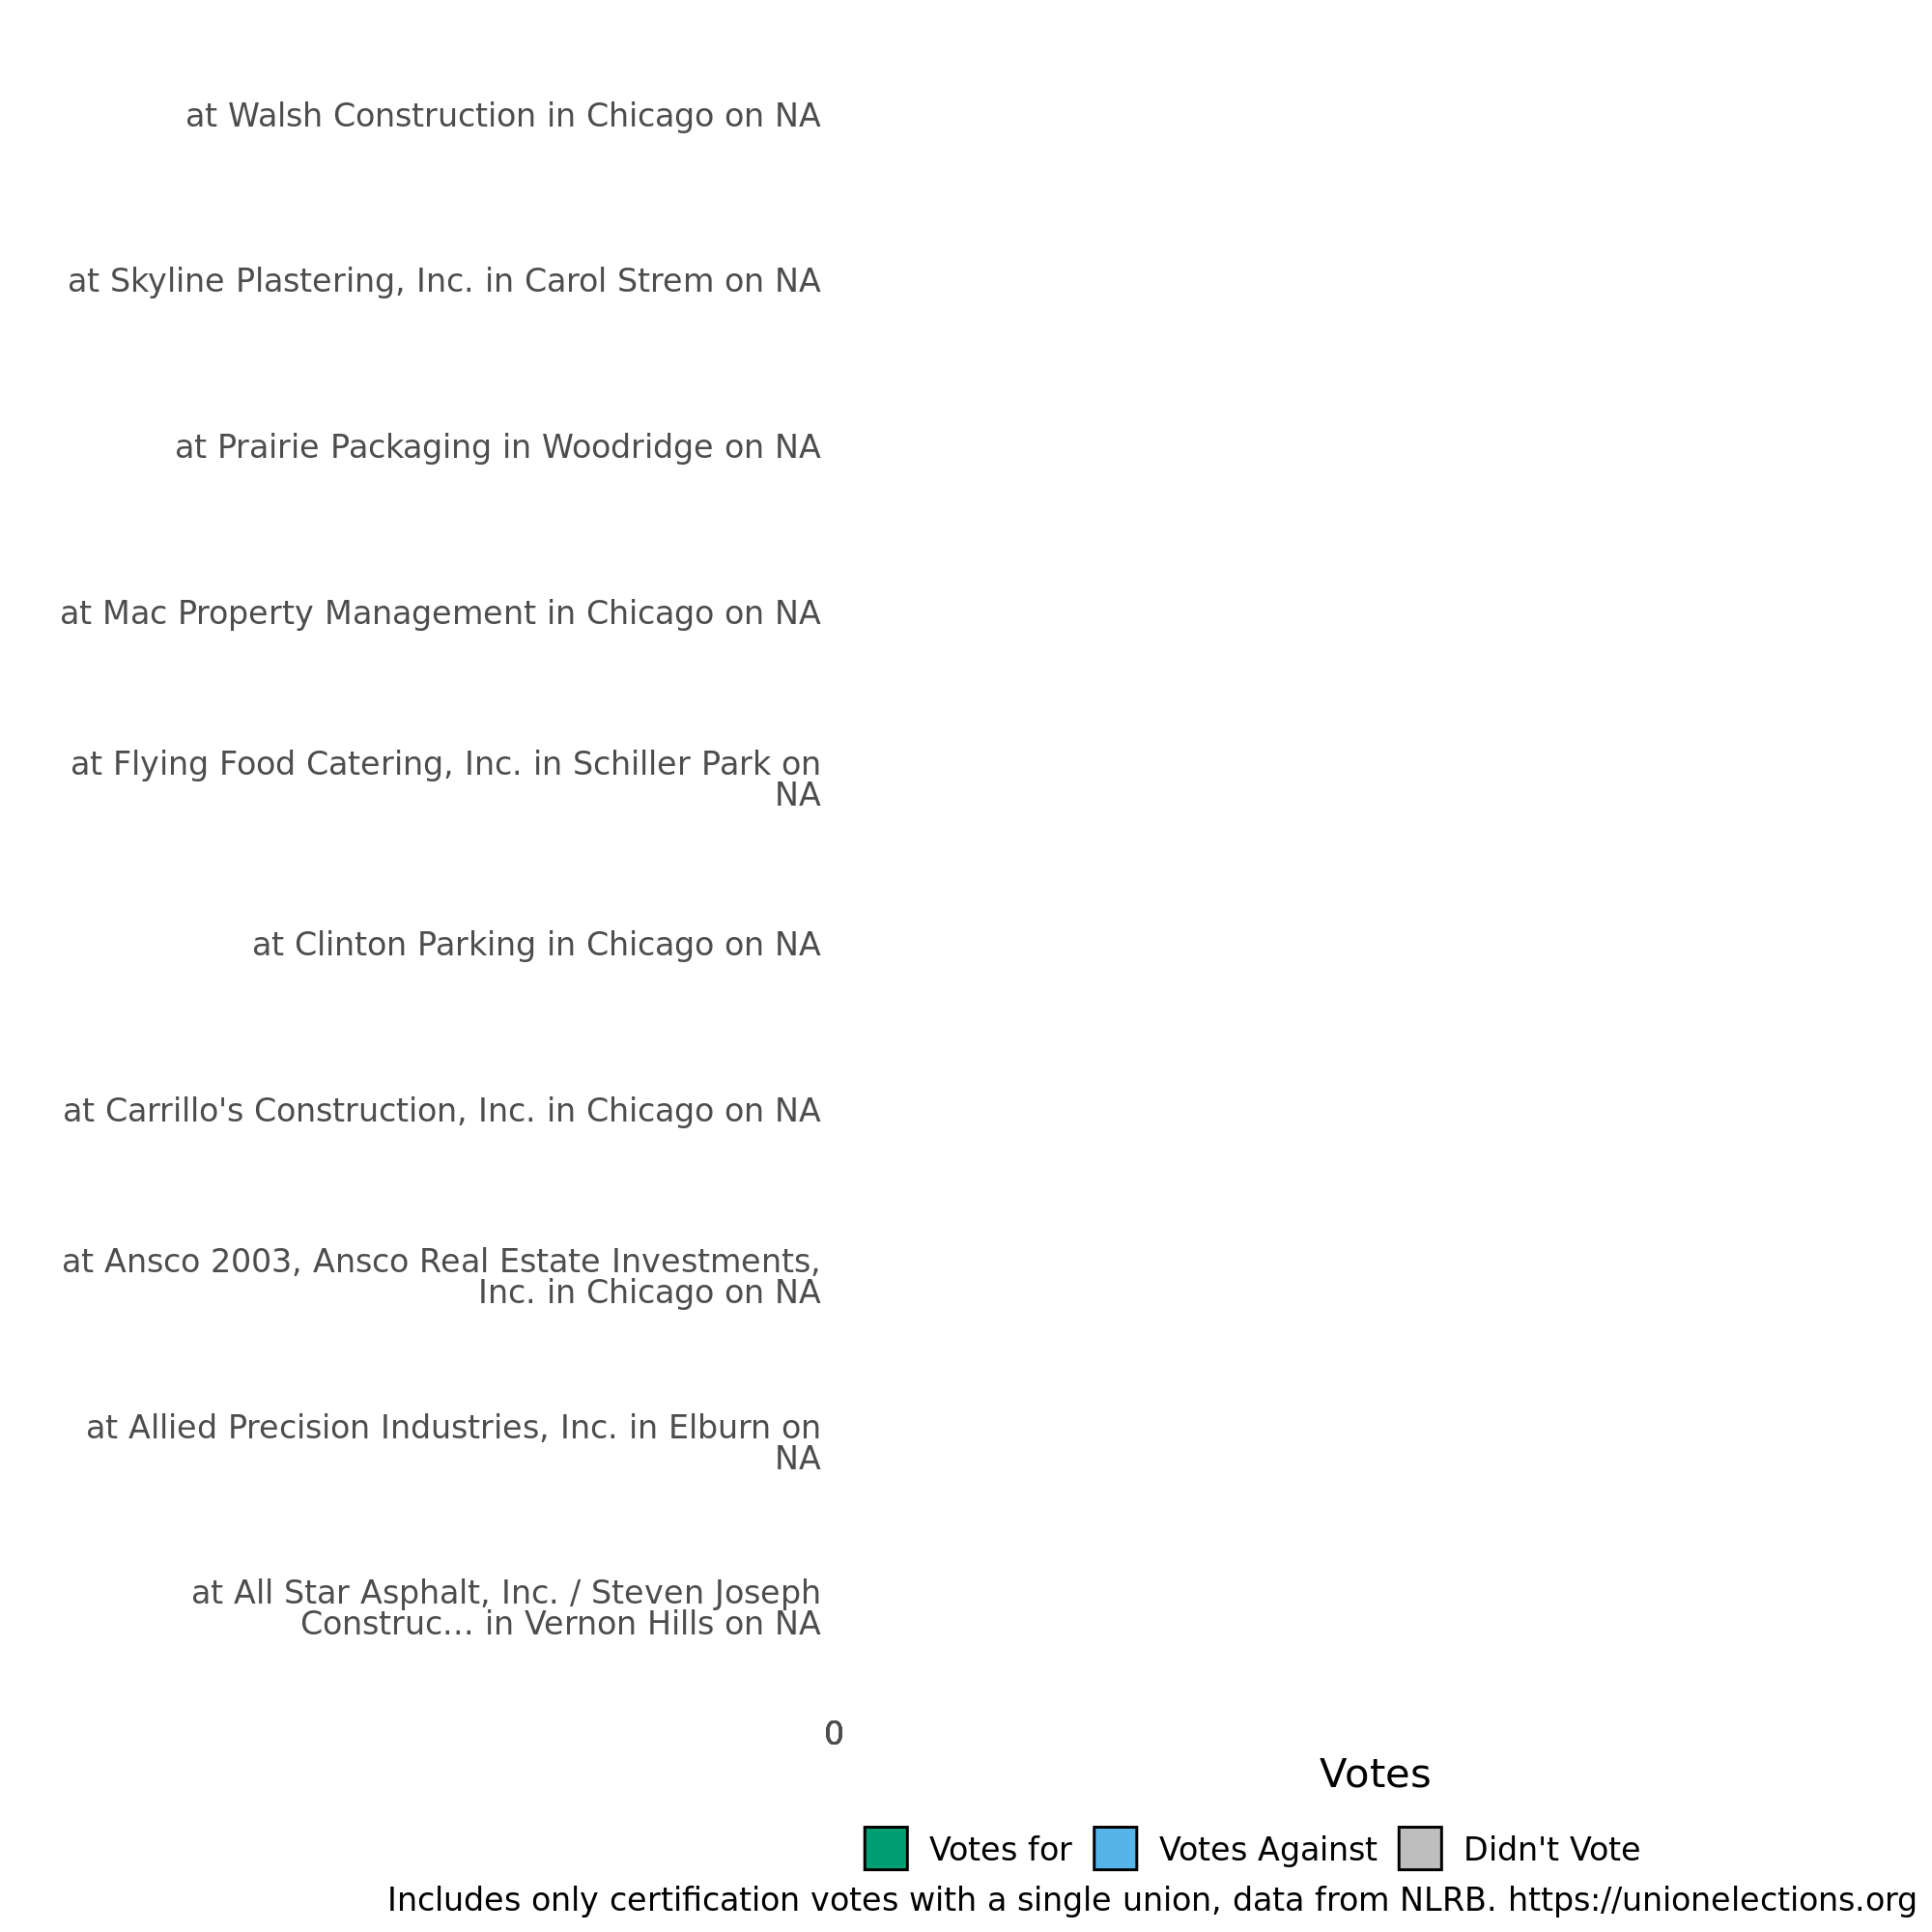 at Walsh Construction in Chicago on NA
at Skyline Plastering, Inc. in Carol Strem on NA
at Prairie Packaging in Woodridge on NA
at Mac Property Management in Chicago on NA
at Flying Food Catering, Inc. in Schiller Park on
NA
at Clinton Parking in Chicago on NA
at Carrillo's Construction, Inc. in Chicago on NA
at Ansco 2003, Ansco Real Estate Investments,
Inc. in Chicago on NA
at Allied Precision Industries, Inc. in Elburn on
NA
at All Star Asphalt, Inc. / Steven Joseph
Construc... in Vernon Hills on NA
0
Votes
Votes for
Votes Against
Didn't Vote
Includes only certification votes with a single union, data from NLRB. https://unionelections.org